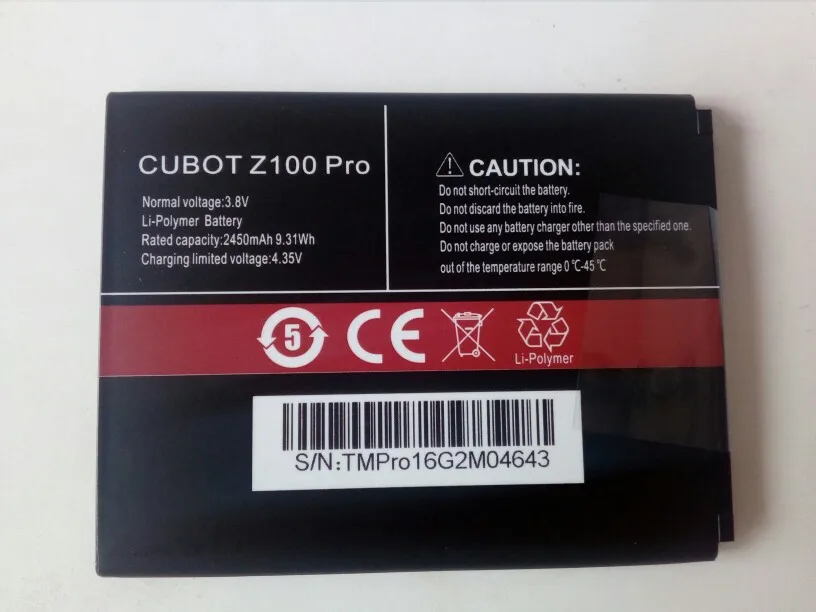 CUBOT Z100 Pro
Normal voltage:3.8V
Li-Polymer Battery
Rated capacity:2450mAh 9.31Wh
Charging limited voltage:4.35V
CAUTION:
Do not short-circuit the battery.
Do not discard the battery into fire.
Do not use any battery charger other than the specified one.
Do not charge or expose the battery pack
out of the temperature range 0℃-45℃
5 CE
Li-Polymer
S/N:TMPro16G2M04643